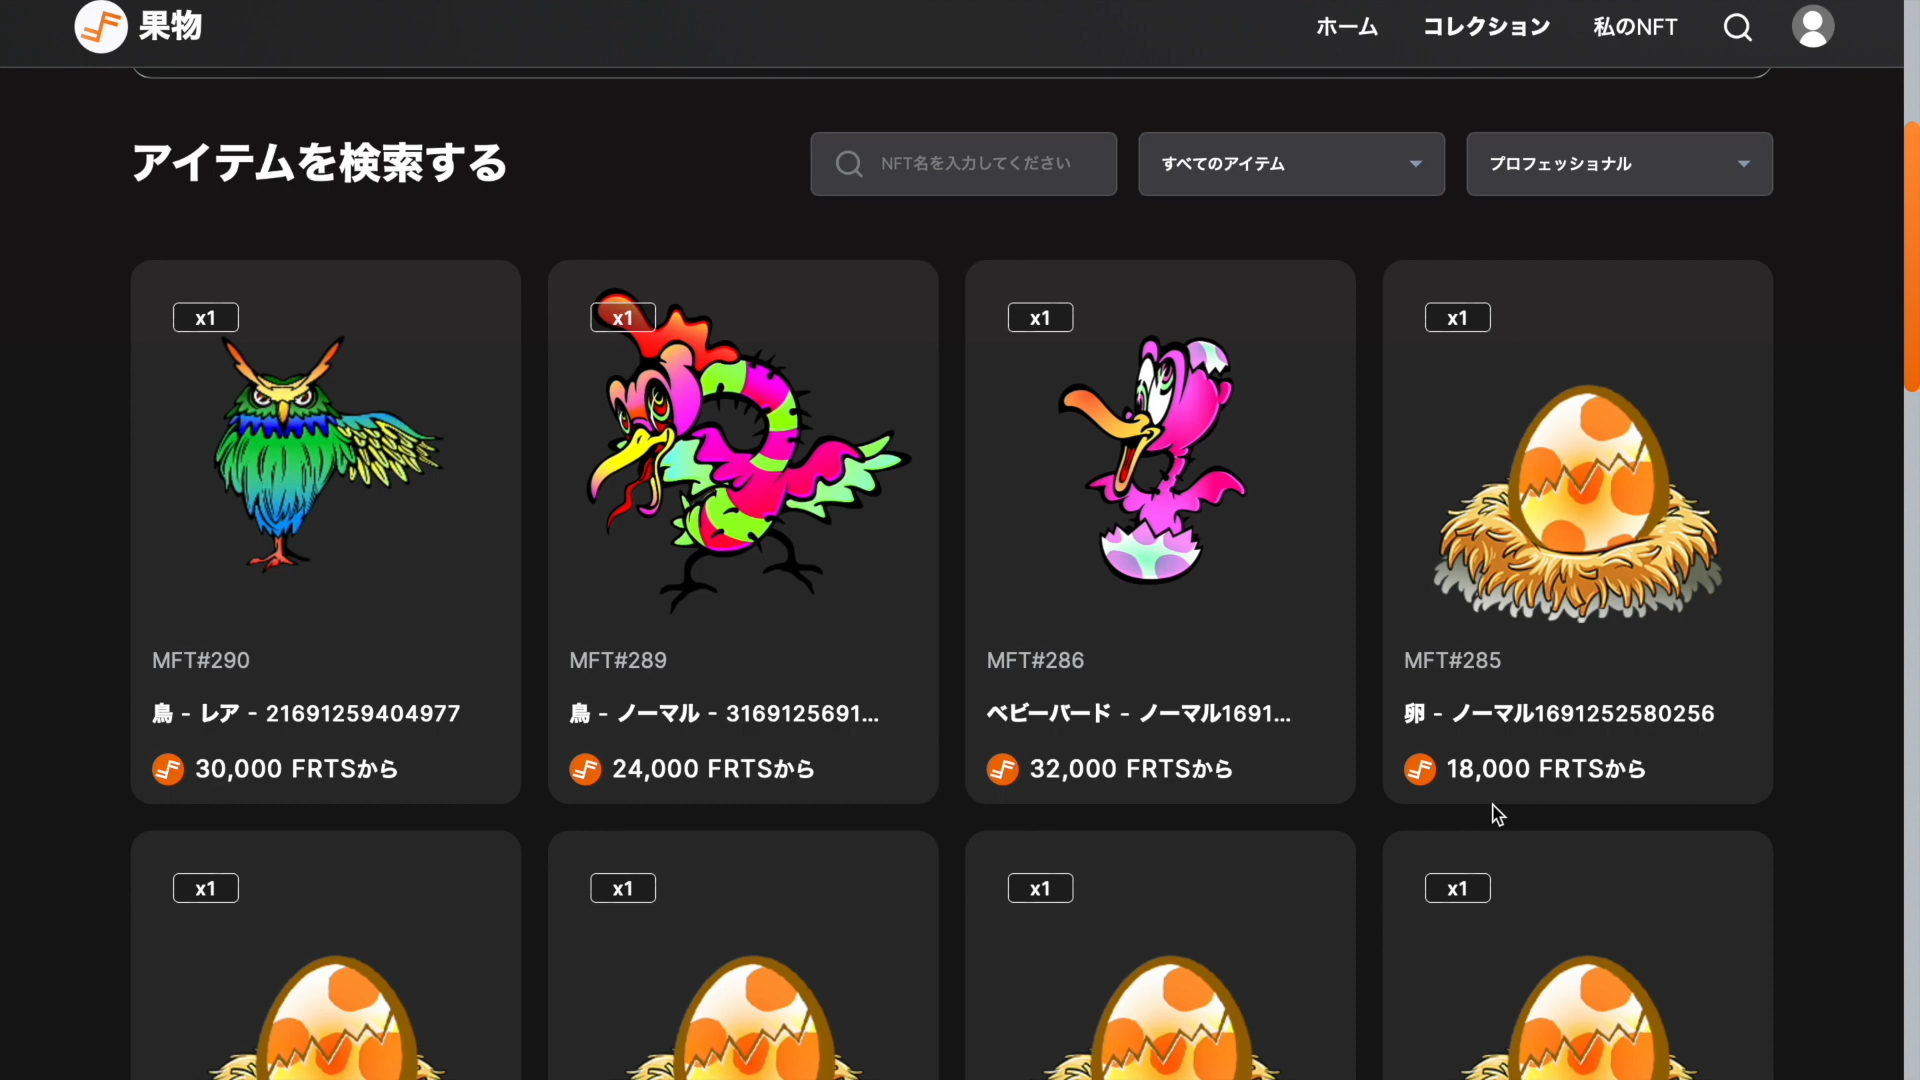 果物
ホーム
コレクション
私のNFT
アイテムを検索する
NFT名を入力してください
すべてのアイテム
プロフェッショナル
x1
x1
x1
x1
MFT#290
MFT#289
MFT#286
MFT#285
鳥 - レア - 21691259404977
鳥 - ノーマル - 3169125691...
ベビーバード - ノーマル1691...
卵 - ノーマル1691252580256
30,000 FRTSから
24,000 FRTSから
32,000 FRTSから
18,000 FRTSから
x1
x1
x1
x1